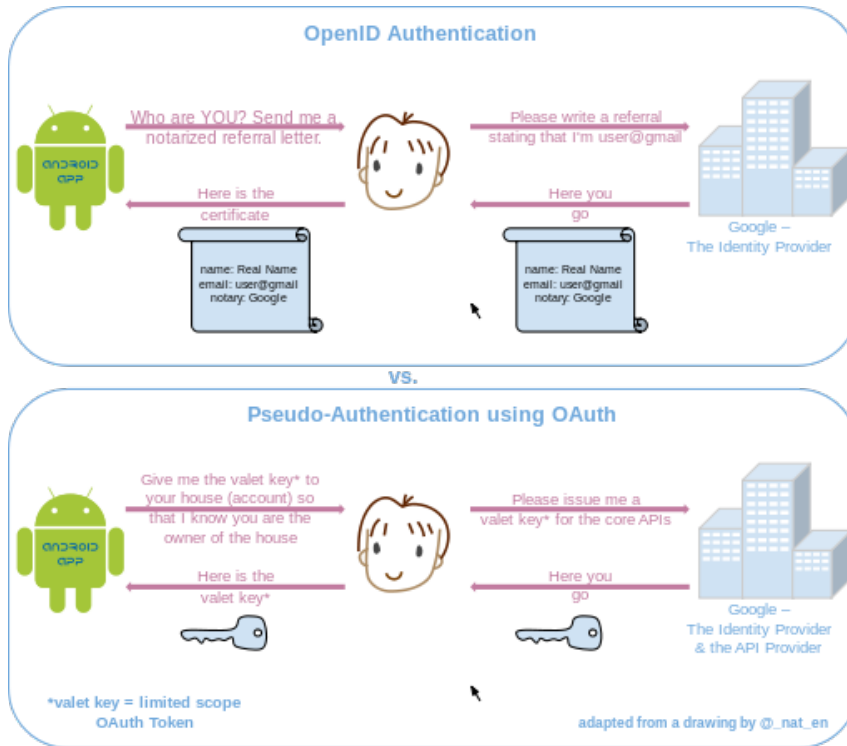 OpenID Authentication
Who are YOU? Send me a
notarized referral letter.
Please write a referral
stating that I'm user@gmail
ANDROID
APP
Here is the
certificate
Here you
go
name: Real Name
email: user@gmail
notary: Google
name: Real Name
email: user@gmail
notary: Google
Google –
The Identity Provider
vs.
Pseudo-Authentication using OAuth
Give me the valet key* to
your house (account) so
that I know you are the
owner of the house
Please issue me a
valet key* for the core APIs
ANDROID
APP
Here is the
valet key*
Here you
go
Google –
The Identity Provider
& the API Provider
*valet key = limited scope
OAuth Token
adapted from a drawing by @_nat_en